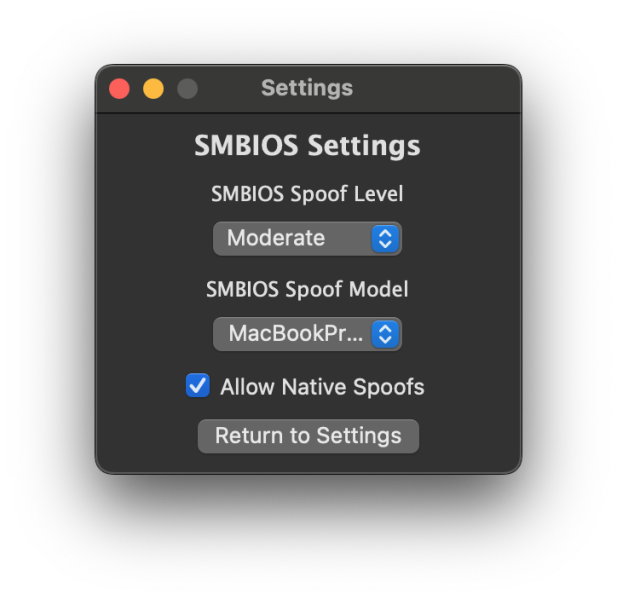 Settings
SMBIOS Settings
SMBIOS Spoof Level
Moderate
SMBIOS Spoof Model
MacBookPr...
Allow Native Spoofs
Return to Settings